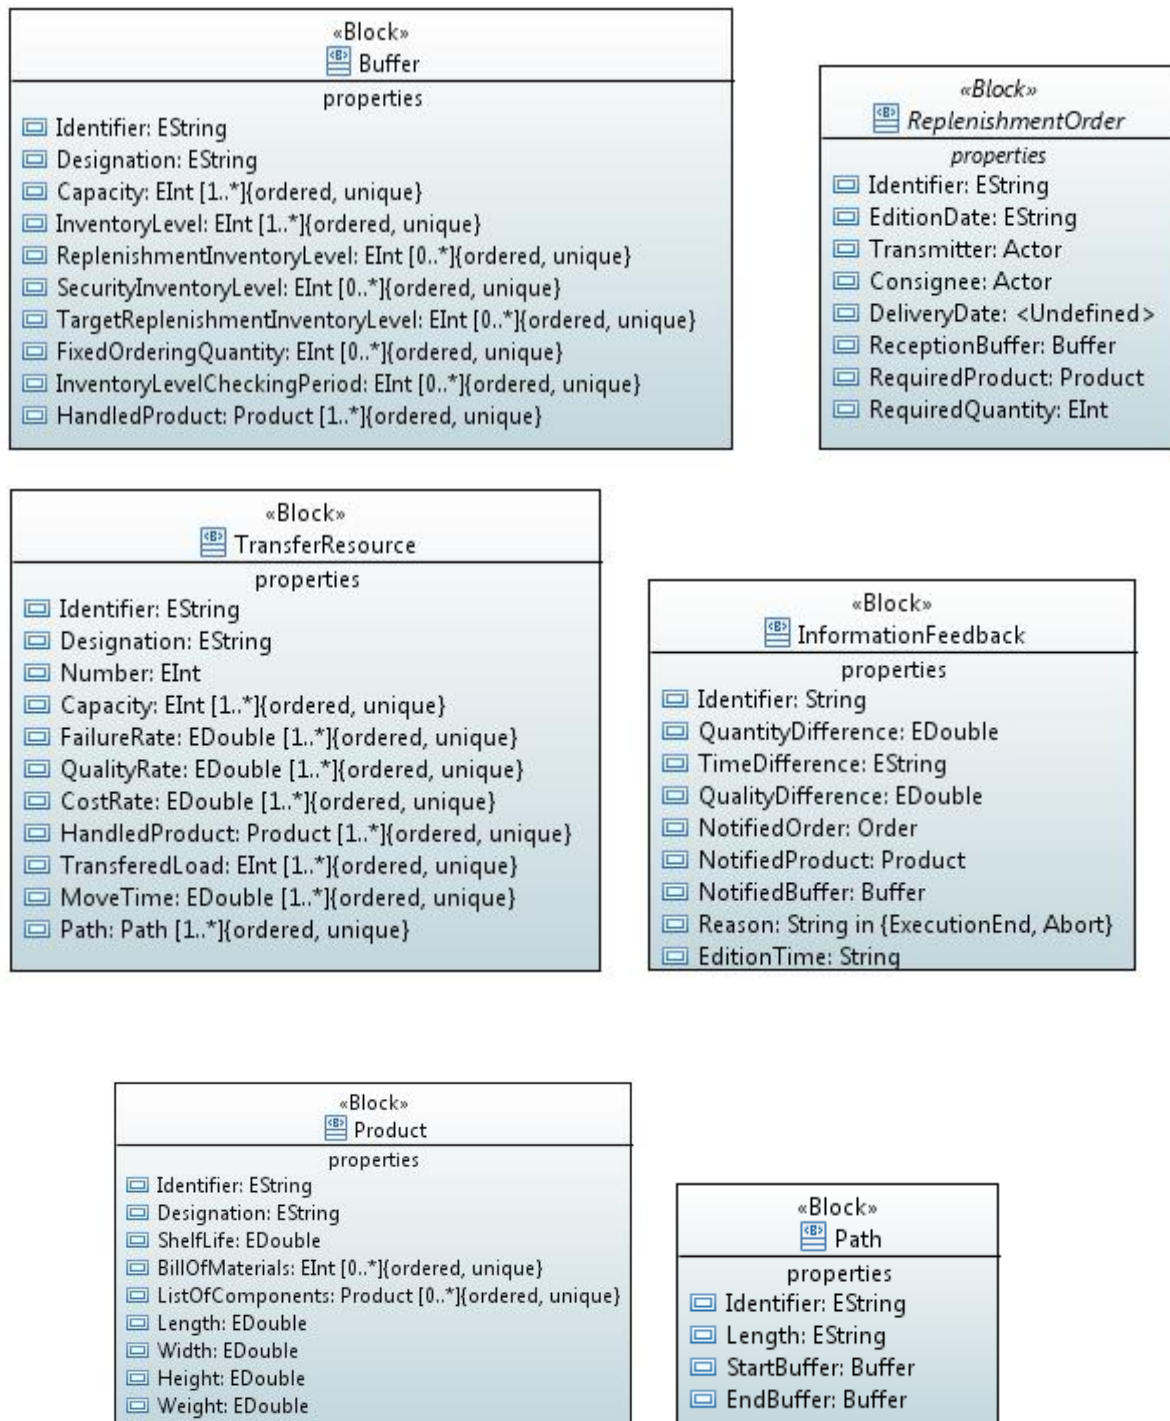 «Block»
Buffer
properties
Identifier: EString
Designation: EString
Capacity: EInt [1..*]{ordered, unique}
InventoryLevel: EInt [1..*]{ordered, unique}
ReplenishmentInventoryLevel: EInt [0..*]{ordered, unique}
SecurityInventoryLevel: EInt [0..*]{ordered, unique}
TargetReplenishmentInventoryLevel: EInt [0..*]{ordered, unique}
FixedOrderingQuantity: EInt [0..*]{ordered, unique}
InventoryLevelCheckingPeriod: EInt [0..*]{ordered, unique}
HandledProduct: Product [1..*]{ordered, unique}
«Block»
ReplenishmentOrder
properties
Identifier: EString
EditionDate: EString
Transmitter: Actor
Consignee: Actor
DeliveryDate: <Undefined>
ReceptionBuffer: Buffer
RequiredProduct: Product
RequiredQuantity: EInt
«Block»
TransferResource
properties
Identifier: EString
Designation: EString
Number: EInt
Capacity: EInt [1..*]{ordered, unique}
FailureRate: EDouble [1..*]{ordered, unique}
QualityRate: EDouble [1..*]{ordered, unique}
CostRate: EDouble [1..*]{ordered, unique}
HandledProduct: Product [1..*]{ordered, unique}
TransferedLoad: EInt [1..*]{ordered, unique}
MoveTime: EDouble [1..*]{ordered, unique}
Path: Path [1..*]{ordered, unique}
«Block»
InformationFeedback
properties
Identifier: String
QuantityDifference: EDouble
TimeDifference: EString
QualityDifference: EDouble
NotifiedOrder: Order
NotifiedProduct: Product
NotifiedBuffer: Buffer
Reason: String in {ExecutionEnd, Abort}
EditionTime: String
«Block»
Product
properties
Identifier: EString
Designation: EString
ShelfLife: EDouble
BillOfMaterials: EInt [0..*]{ordered, unique}
ListOfComponents: Product [0..*]{ordered, unique}
Length: EDouble
Width: EDouble
Height: EDouble
Weight: EDouble
«Block»
Path
properties
Identifier: EString
Length: EString
StartBuffer: Buffer
EndBuffer: Buffer